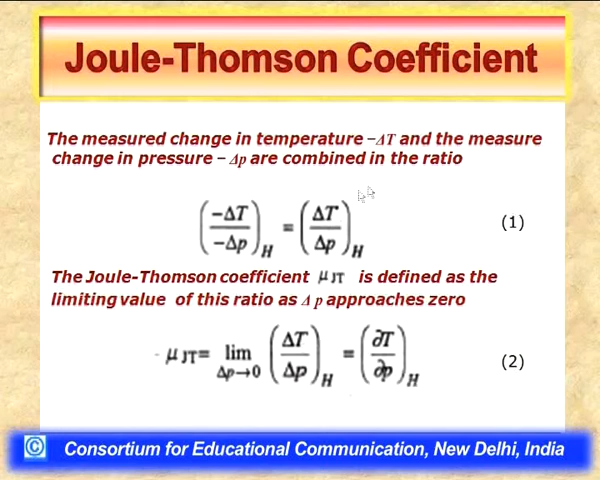 Joule-Thomson Coefficient
The measured change in temperature −ΔT and the measure
change in pressure − Δp are combined in the ratio
(−ΔT/−Δp)_H = (ΔT/Δp)_H (1)
The Joule-Thomson coefficient μ JT is defined as the
limiting value of this ratio as Δ p approaches zero
μ JT= lim Δp→0 (ΔT/Δp)_H = (∂T/∂p)_H (2)
© Consortium for Educational Communication, New Delhi, India